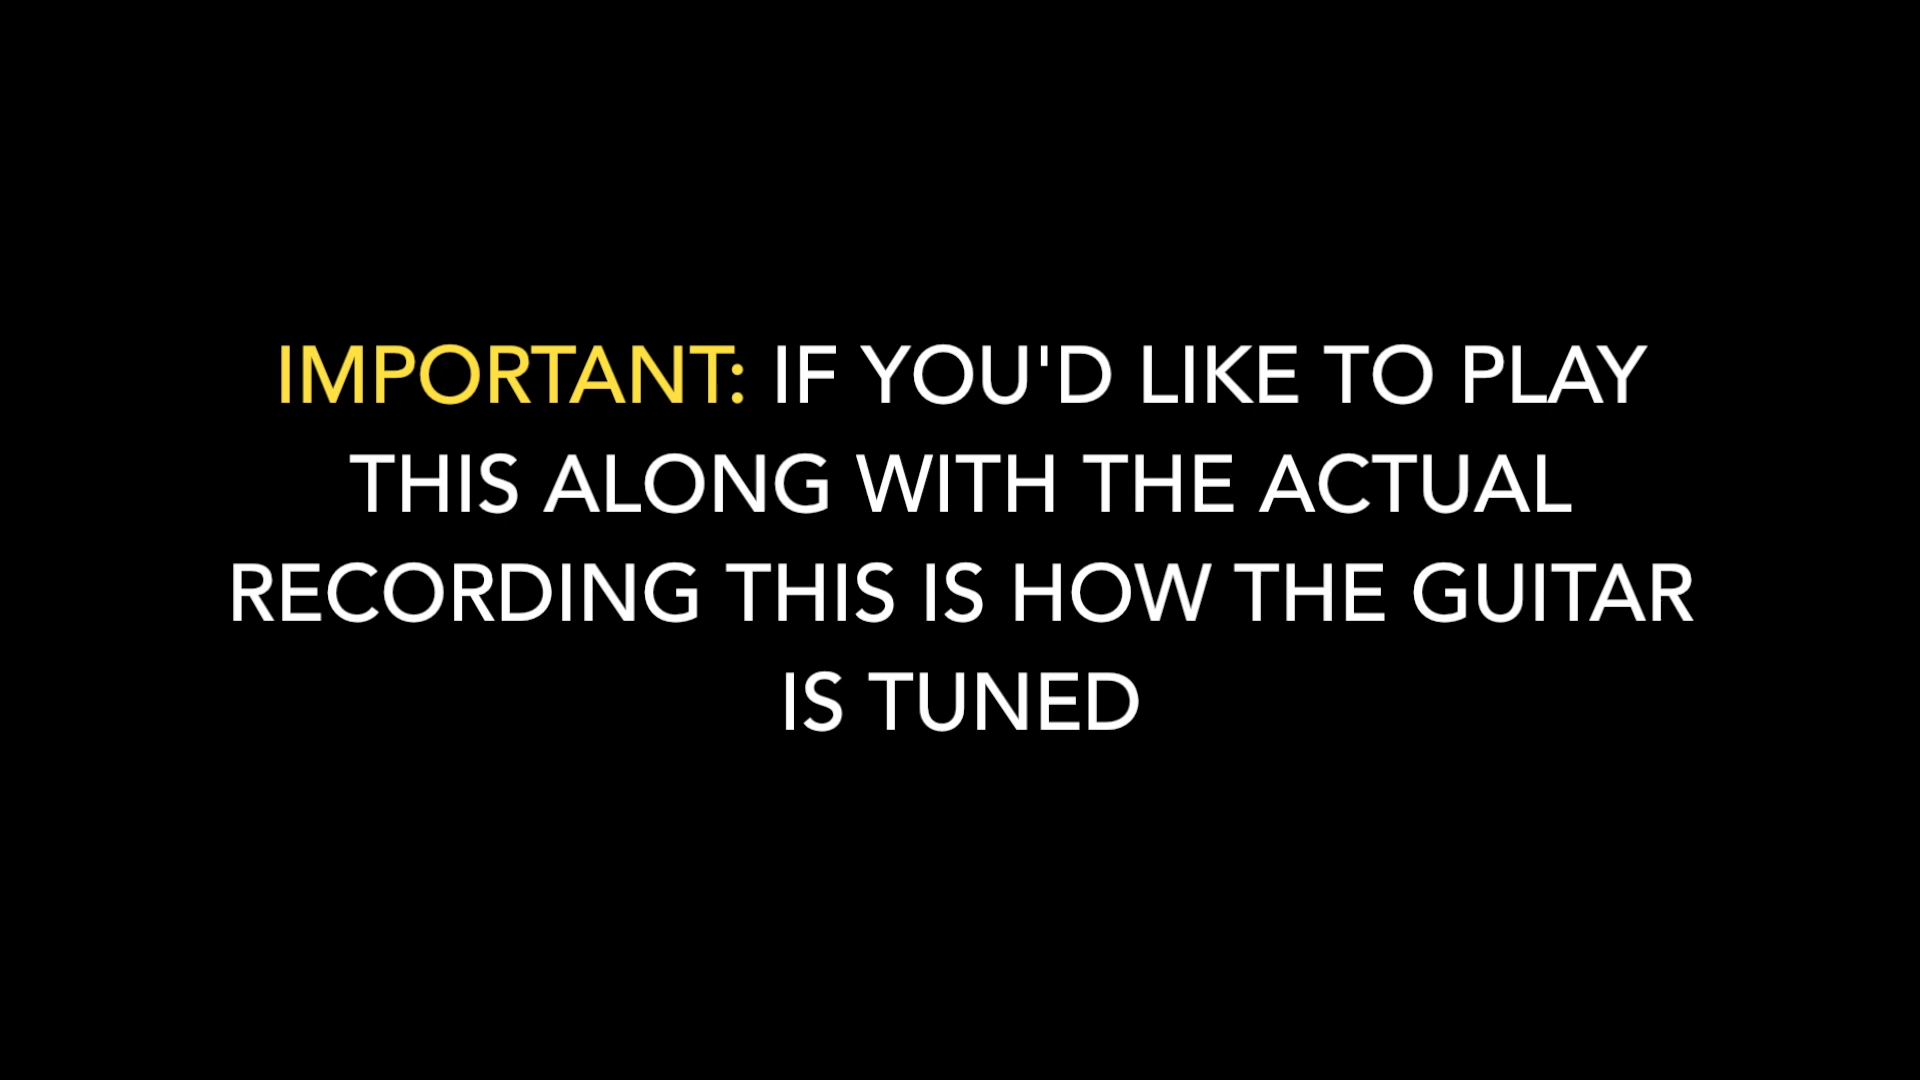 IMPORTANT: IF YOU'D LIKE TO PLAY
THIS ALONG WITH THE ACTUAL
RECORDING THIS IS HOW THE GUITAR
IS TUNED